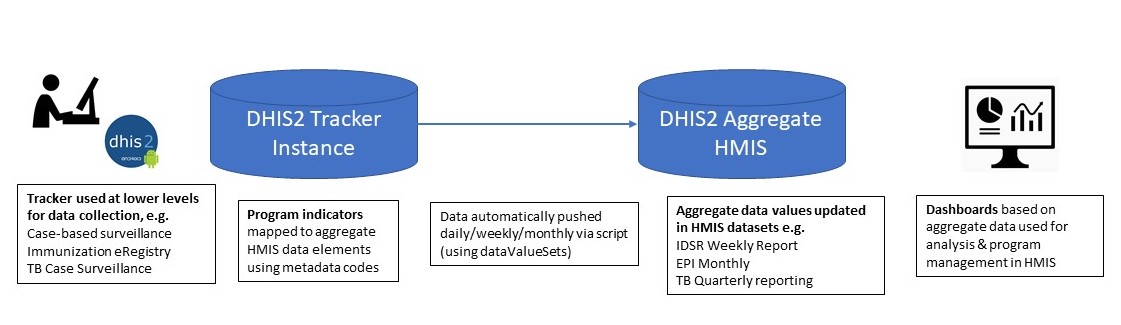 dhis2
ANDROID
DHIS2 Tracker
Instance
DHIS2 Aggregate
HMIS
Tracker used at lower levels
for data collection, e.g.
Case-based surveillance
Immunization eRegistry
TB Case Surveillance
Program indicators
mapped to aggregate
HMIS data elements
using metadata codes
Data automatically pushed
daily/weekly/monthly via script
(using dataValueSets)
Aggregate data values updated
in HMIS datasets e.g.
IDSR Weekly Report
EPI Monthly
TB Quarterly reporting
Dashboards based on
aggregate data used for
analysis & program
management in HMIS